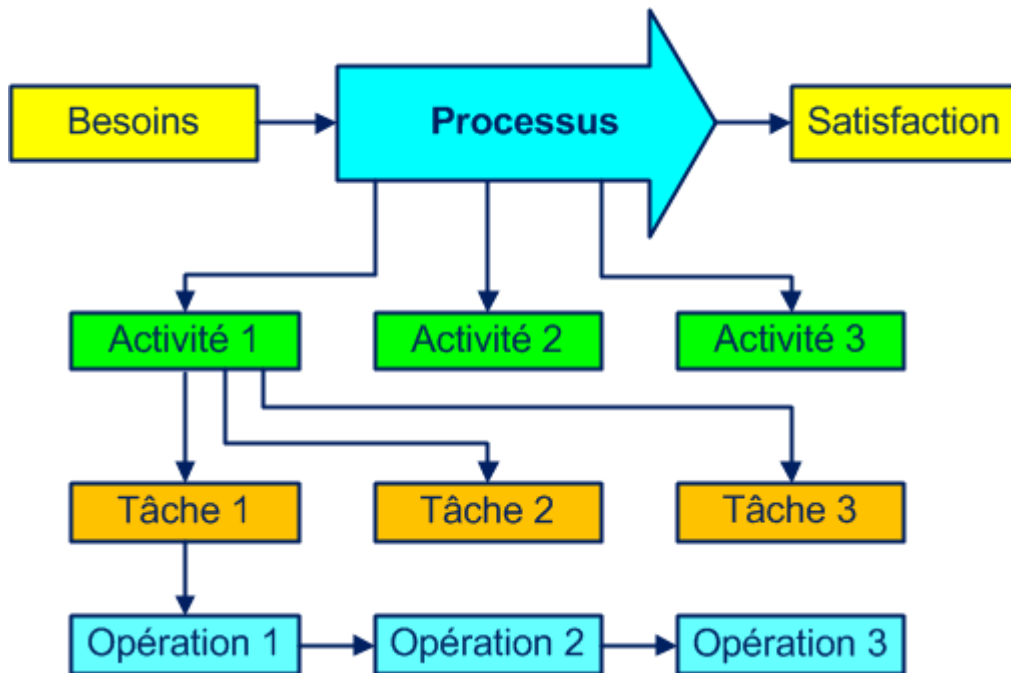 Besoins
Processus
Satisfaction
Activité 1
Activité 2
Activité 3
Tâche 1
Tâche 2
Tâche 3
Opération 1
Opération 2
Opération 3